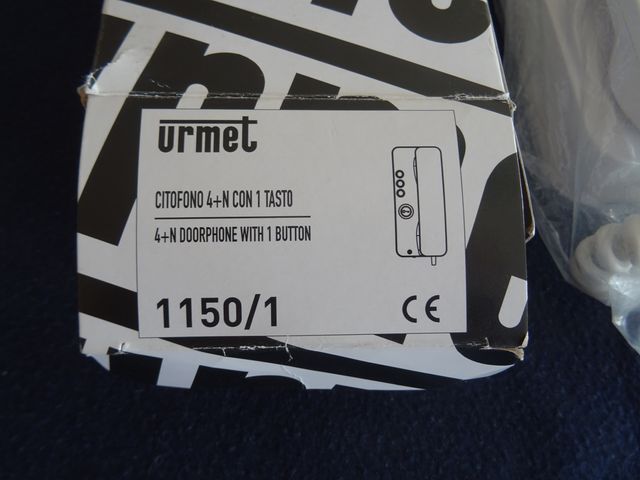 urmet
CITOFONO 4+N CON 1 TASTO
4+N DOORPHONE WITH 1 BUTTON
1150/1
CE